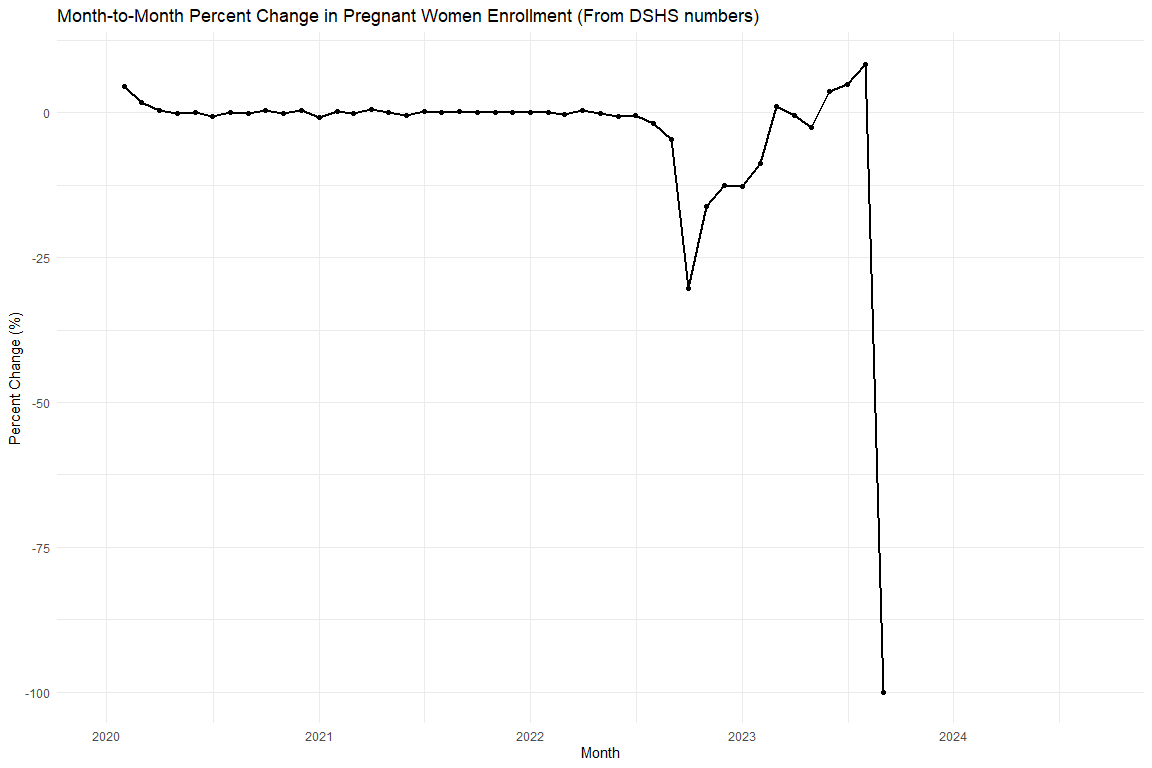 Month-to-Month Percent Change in Pregnant Women Enrollment (From DSHS numbers)
Percent Change (%)
0
-25
-50
-75
-100
2020 2021 2022 2023 2024
Month